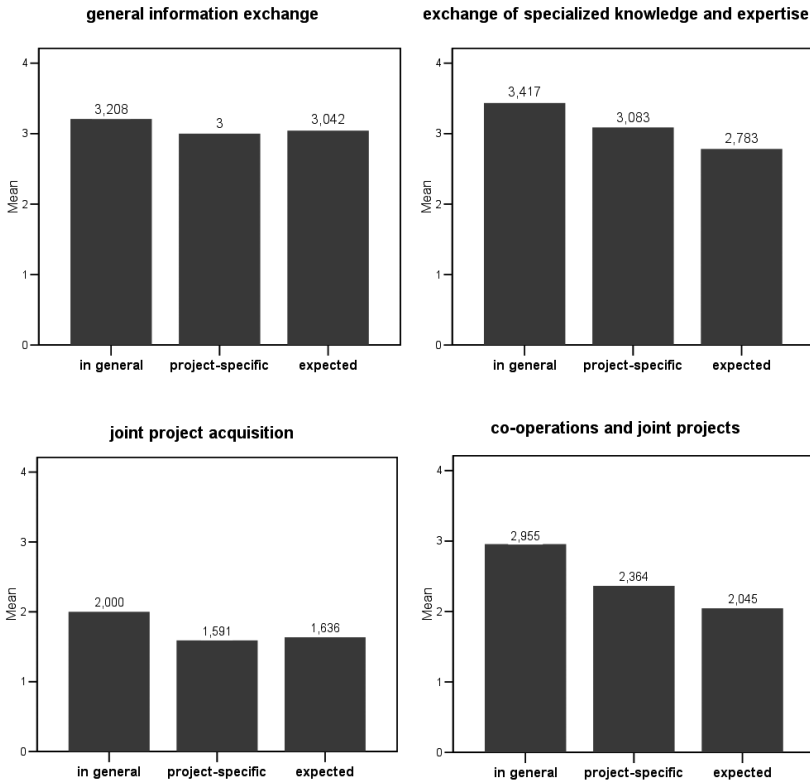 general information exchange
4
3
2
1
0
Mean
3,208
3
3,042
in general
project-specific
expected
exchange of specialized knowledge and expertise
4
3
2
1
0
Mean
3,417
3,083
2,783
in general
project-specific
expected
joint project acquisition
4
3
2
1
0
Mean
2,000
1,591
1,636
in general
project-specific
expected
co-operations and joint projects
4
3
2
1
0
Mean
2,955
2,364
2,045
in general
project-specific
expected